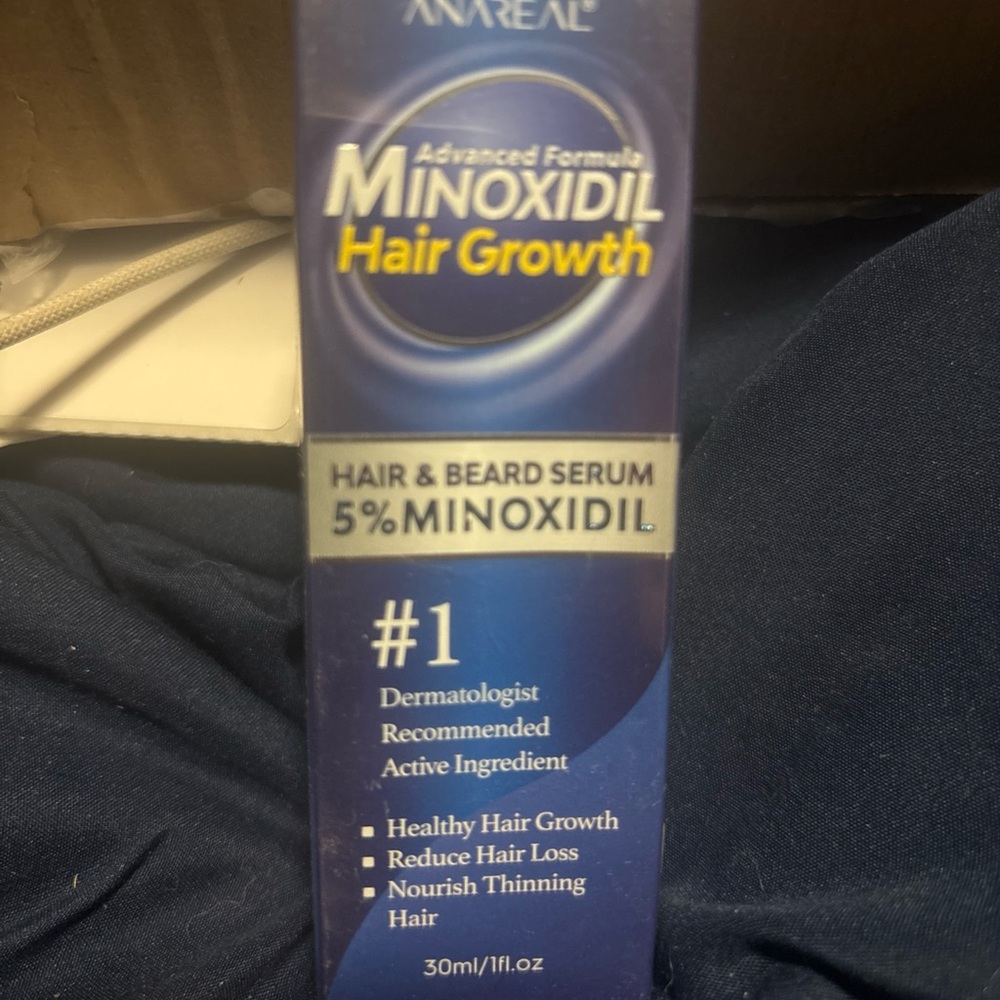 ANAREAL®
Advanced Formula
MINOXIDIL
Hair Growth
HAIR & BEARD SERUM
5%MINOXIDIL
#1
Dermatologist
Recommended
Active Ingredient
▪ Healthy Hair Growth
▪ Reduce Hair Loss
▪ Nourish Thinning
Hair
30ml/1fl.oz